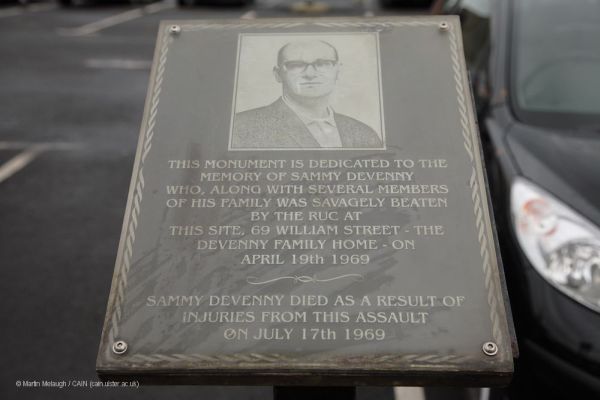 THIS MONUMENT IS DEDICATED TO THE
MEMORY OF SAMMY DEVENNY
WHO, ALONG WITH SEVERAL MEMBERS
OF HIS FAMILY WAS SAVAGELY BEATEN
BY THE RUC AT
THIS SITE, 69 WILLIAM STREET - THE
DEVENNY FAMILY HOME - ON
APRIL 19th 1969
SAMMY DEVENNY DIED AS A RESULT OF
INJURIES FROM THIS ASSAULT
ON JULY 17th 1969
© Martin Melaugh / CAIN (cain.ulster.ac.uk)